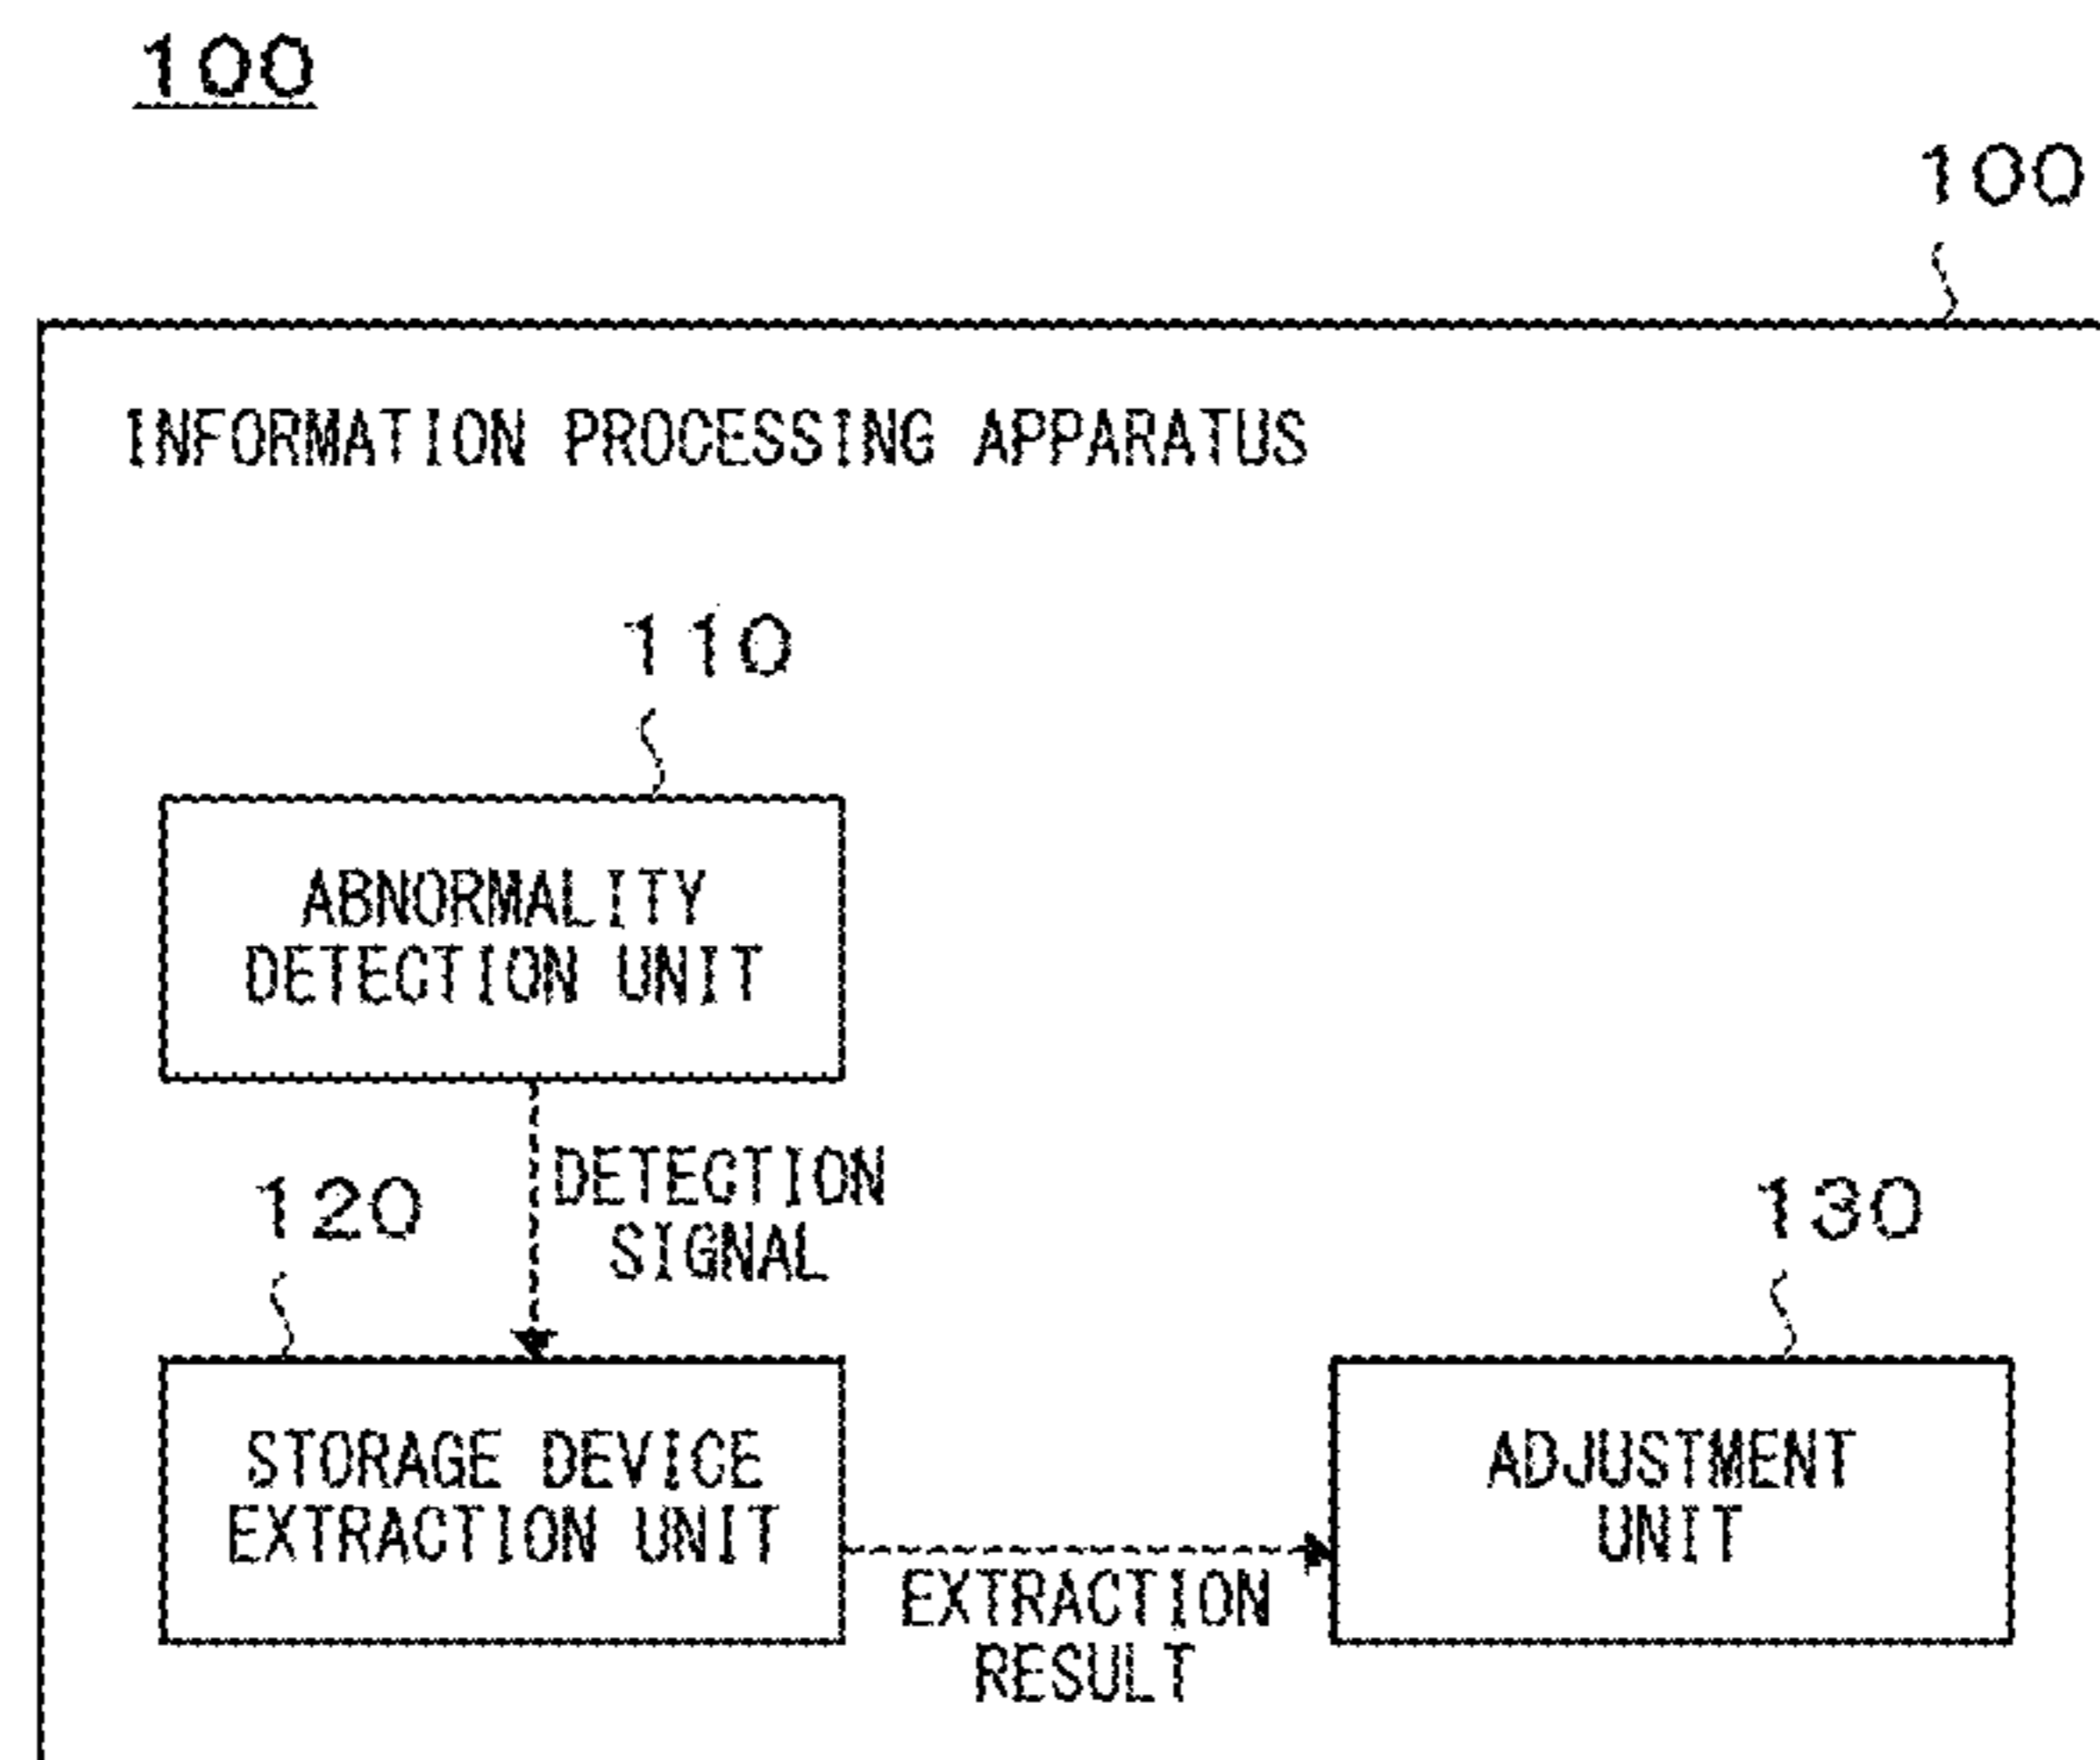 100
100
INFORMATION PROCESSING APPARATUS
110
ABNORMALITY
DETECTION UNIT
DETECTION
SIGNAL
120
130
STORAGE DEVICE
EXTRACTION UNIT
ADJUSTMENT
UNIT
EXTRACTION
RESULT